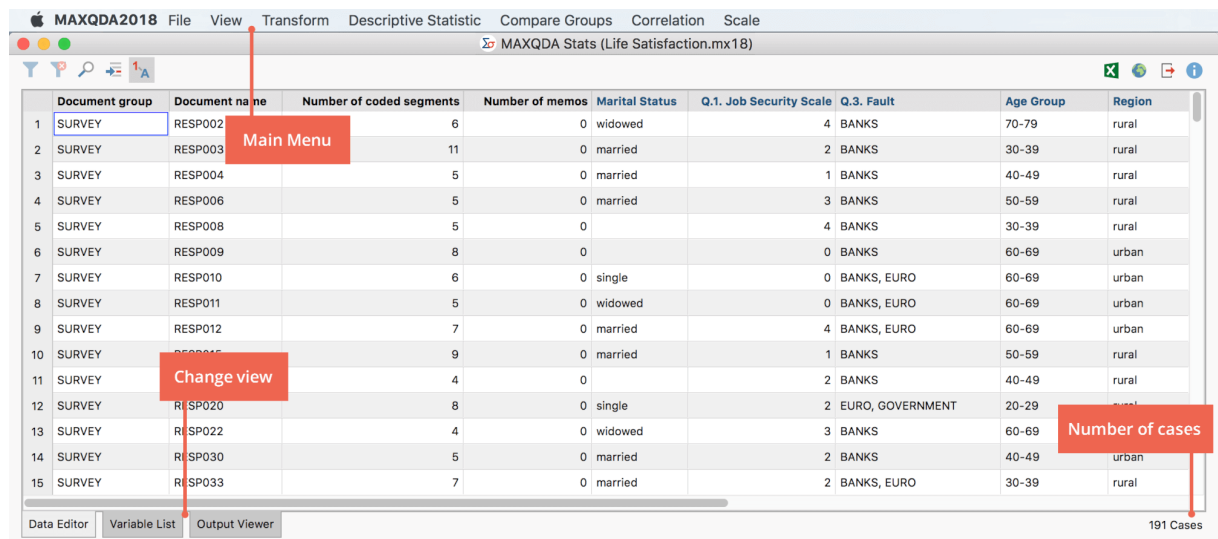 MAXQDA2018 File View Transform Descriptive Statistic Compare Groups Correlation Scale
MAXQDA Stats (Life Satisfaction.mx18)
Document group Document name Number of coded segments Number of memos Marital Status Q.1. Job Security Scale Q.3. Fault Age Group Region
1 SURVEY RESP002 6 0 widowed 4 BANKS 70-79 rural
Main Menu
2 SURVEY RESP003 11 0 married 2 BANKS 30-39 rural
3 SURVEY RESP004 5 0 married 1 BANKS 40-49 rural
4 SURVEY RESP006 5 0 married 3 BANKS 50-59 rural
5 SURVEY RESP008 5 0 4 BANKS 30-39 rural
6 SURVEY RESP009 8 0 0 BANKS 60-69 urban
7 SURVEY RESP010 6 0 single 0 BANKS, EURO 60-69 urban
8 SURVEY RESP011 5 0 widowed 0 BANKS, EURO 60-69 urban
9 SURVEY RESP012 7 0 married 4 BANKS, EURO 60-69 urban
10 SURVEY 9 0 married 1 BANKS 50-59 rural
Change view
11 SURVEY 4 0 2 BANKS 40-49 rural
12 SURVEY RESP020 8 0 single 2 EURO, GOVERNMENT 20-29
Number of cases
13 SURVEY RESP022 4 0 widowed 3 BANKS 60-69
14 SURVEY RESP030 5 0 married 2 BANKS 40-49 urban
15 SURVEY RESP033 7 0 married 2 BANKS, EURO 30-39 rural
Data Editor Variable List Output Viewer 191 Cases